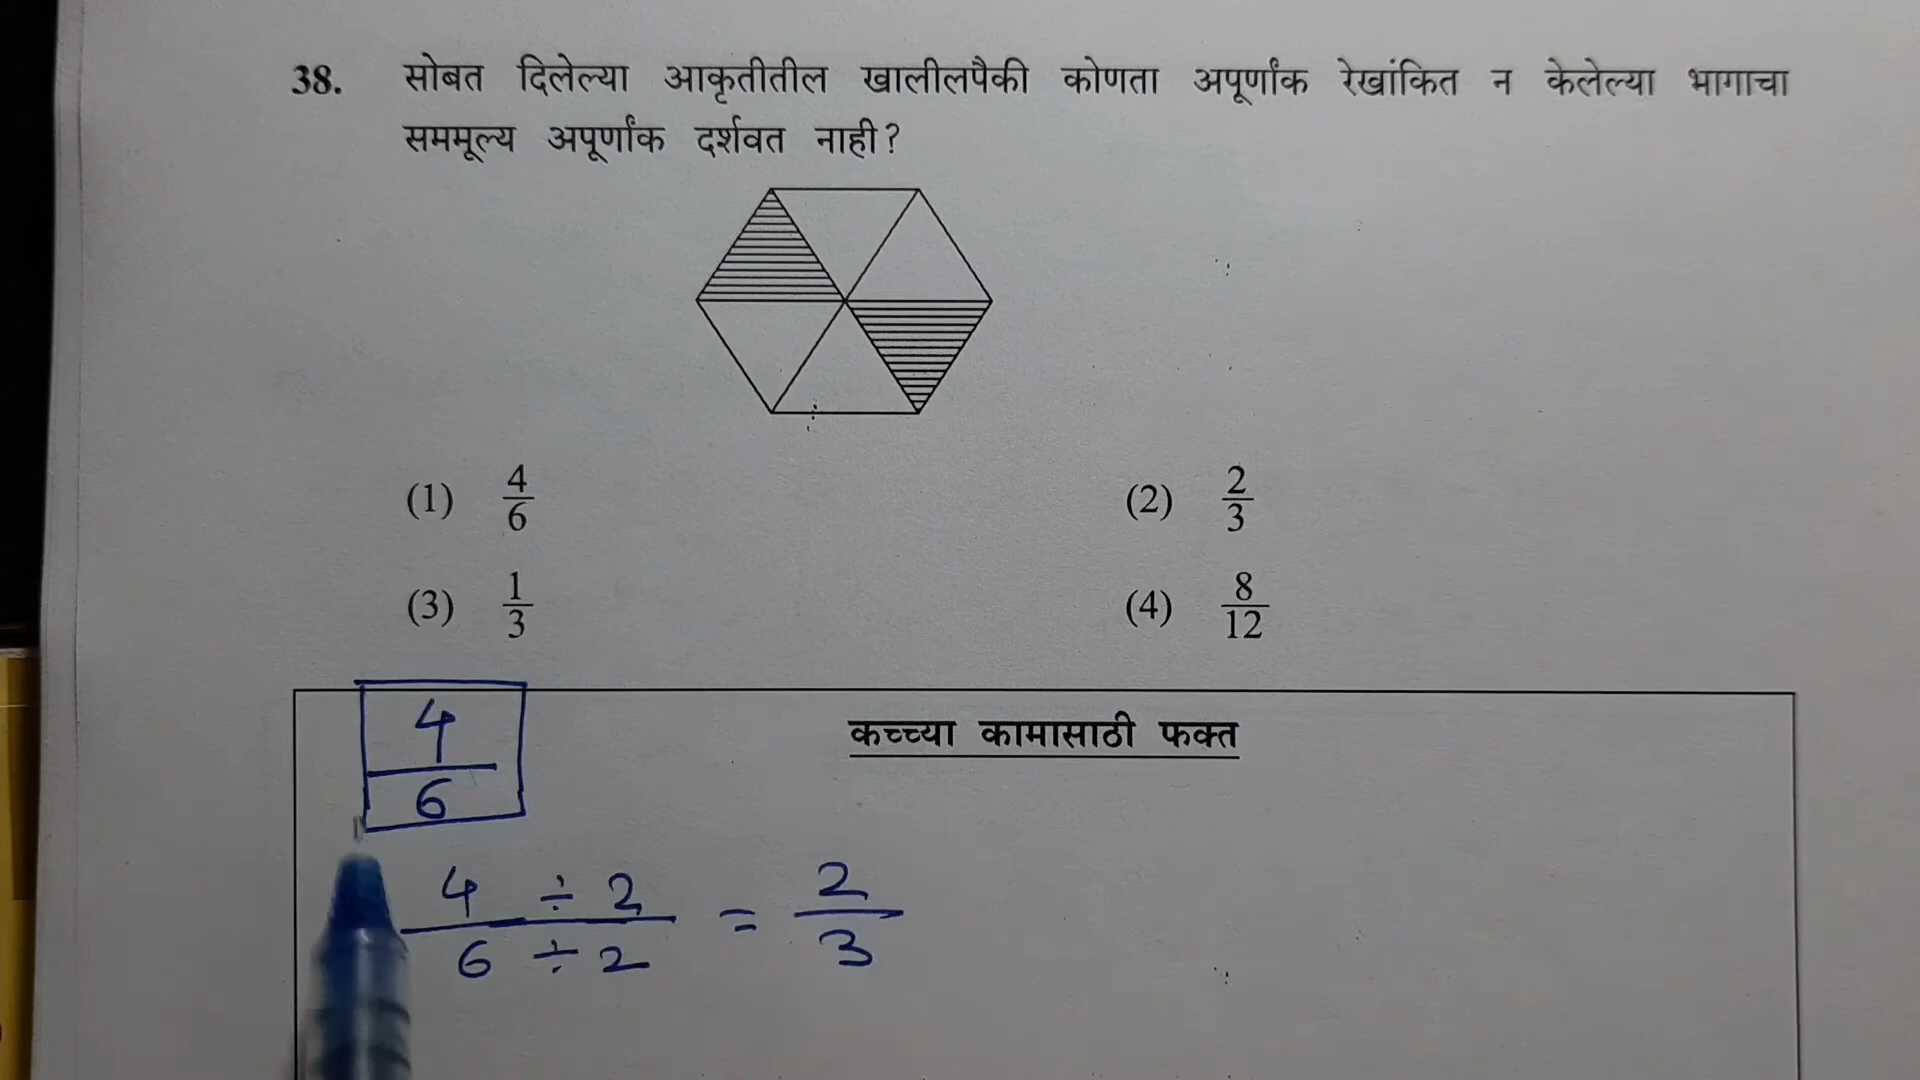 38. सोबत दिलेल्या आकृतीतील खालीलपैकी कोणता अपूर्णांक रेखांकित न केलेल्या भागाचा
सममूल्य अपूर्णांक दर्शवत नाही?
(1) 4/6 (2) 2/3
(3) 1/3 (4) 8/12
कच्च्या कामासाठी फक्त
4/6
4 ÷ 2 / 6 ÷ 2 = 2/3